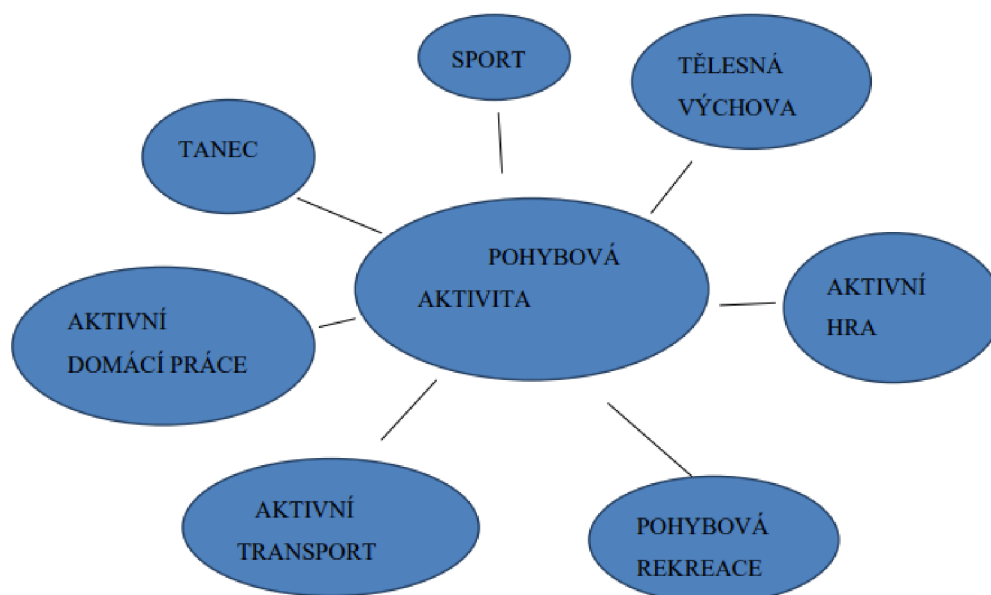 SPORT
TĚLESNÁ
VÝCHOVA
TANEC
POHYBOVÁ
AKTIVITA
AKTIVNÍ
HRA
AKTIVNÍ
DOMÁCÍ PRÁCE
AKTIVNÍ
TRANSPORT
POHYBOVÁ
REKREACE